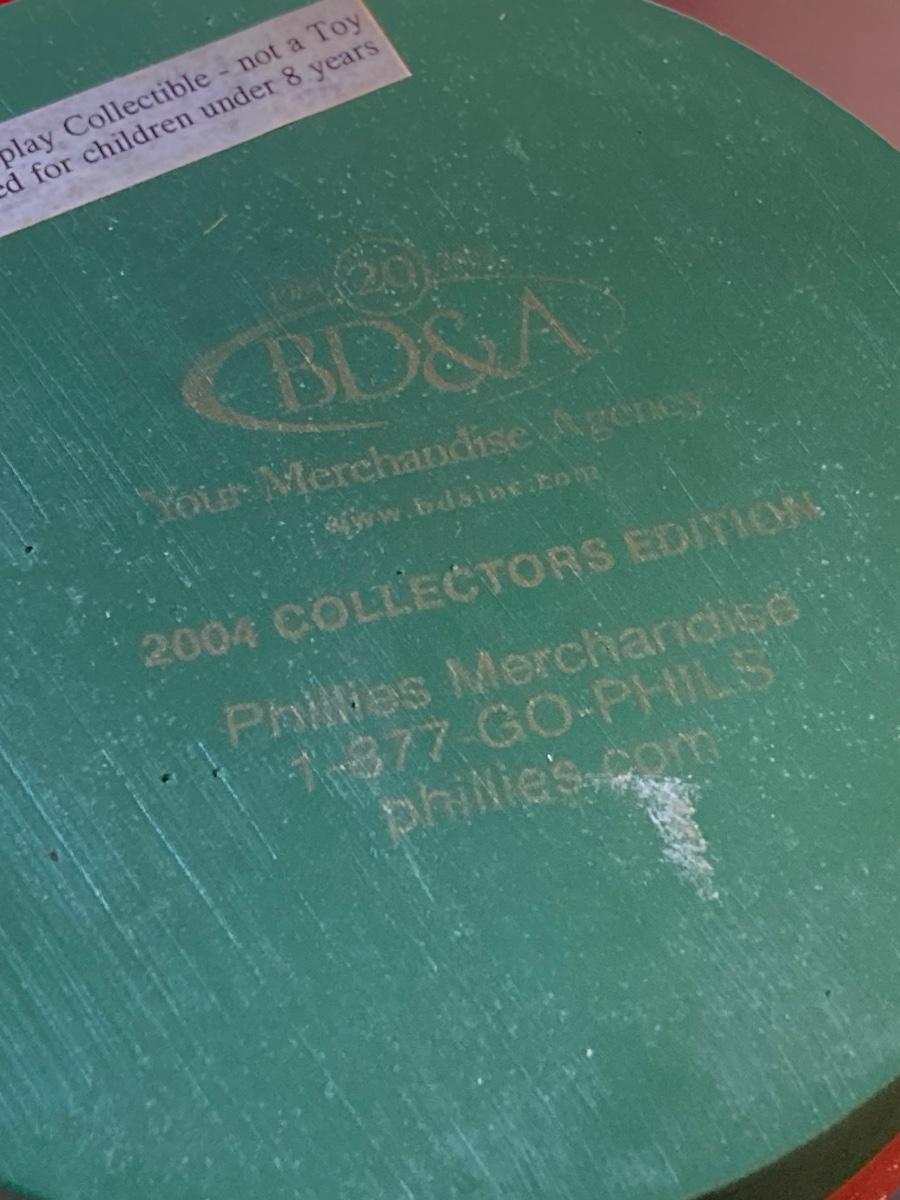 play Collectible - not a Toy
ed for children under 8 years
20
BD&A
Your Merchandise Agency
www.bdainc.com
2004 COLLECTORS EDITION
Phillies Merchandise
1-877-GO-PHILS
phillies.com